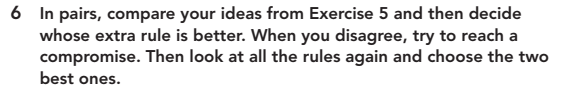 6 In pairs, compare your ideas from Exercise 5 and then decide
whose extra rule is better. When you disagree, try to reach a
compromise. Then look at all the rules again and choose the two
best ones.